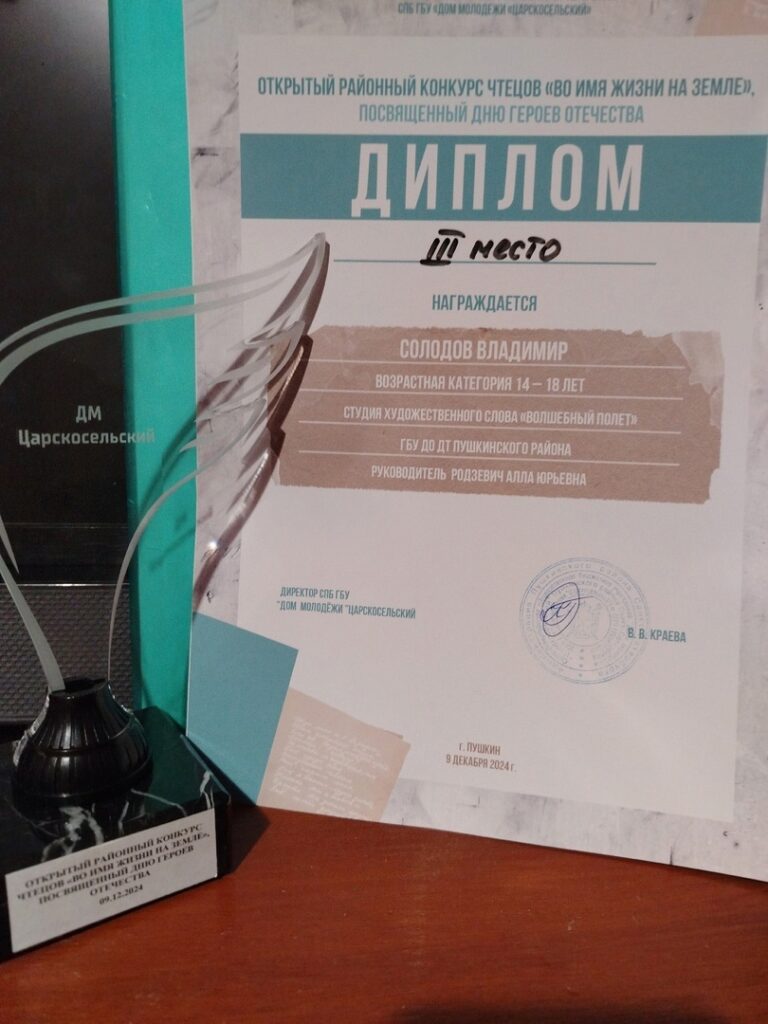 СПБ ГБУ «ДОМ МОЛОДЕЖИ «ЦАРСКОСЕЛЬСКИЙ»
ОТКРЫТЫЙ РАЙОННЫЙ КОНКУРС ЧТЕЦОВ «ВО ИМЯ ЖИЗНИ НА ЗЕМЛЕ»,
ПОСВЯЩЕННЫЙ ДНЮ ГЕРОЕВ ОТЕЧЕСТВА
ДИПЛОМ
III место
НАГРАЖДАЕТСЯ
СОЛОДОВ ВЛАДИМИР
ВОЗРАСТНАЯ КАТЕГОРИЯ 14 – 18 ЛЕТ
СТУДИЯ ХУДОЖЕСТВЕННОГО СЛОВА «ВОЛШЕБНЫЙ ПОЛЕТ»
ГБУ ДО ДТ ПУШКИНСКОГО РАЙОНА
РУКОВОДИТЕЛЬ РОДЗЕВИЧ АЛЛА ЮРЬЕВНА
ДИРЕКТОР СПБ ГБУ
"ДОМ МОЛОДЁЖИ "ЦАРСКОСЕЛЬСКИЙ
В. В. КРАЕВА
Г. ПУШКИН
9 ДЕКАБРЯ 2024 Г.
ДМ
Царскосельский
ОТКРЫТЫЙ РАЙОННЫЙ КОНКУРС
ЧТЕЦОВ «ВО ИМЯ ЖИЗНИ НА ЗЕМЛЕ»,
ПОСВЯЩЕННЫЙ ДНЮ ГЕРОЕВ
ОТЕЧЕСТВА
09.12.2024